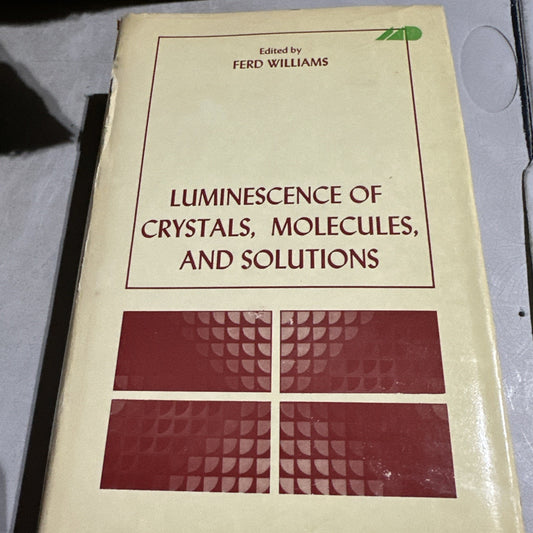 Edited by
FERD WILLIAMS
LUMINESCENCE OF
CRYSTALS, MOLECULES,
AND SOLUTIONS